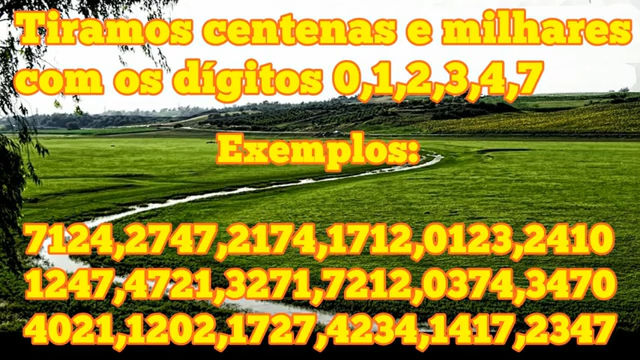 Tiramos centenas e milhares
com os dígitos 0,1,2,3,4,7
Exemplos:
7124,2747,2174,1712,0123,2410
1247,4721,3271,7212,0374,3470
4021,1202,1727,4234,1417,2347